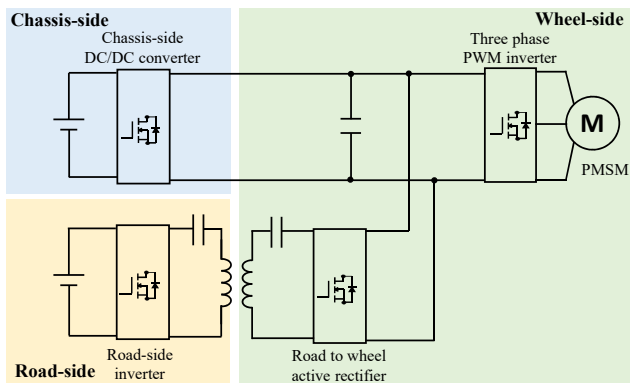 Chassis-side
Wheel-side
Chassis-side
DC/DC converter
Three phase
PWM inverter
M
PMSM
Road-side
inverter
Road to wheel
active rectifier
Road-side